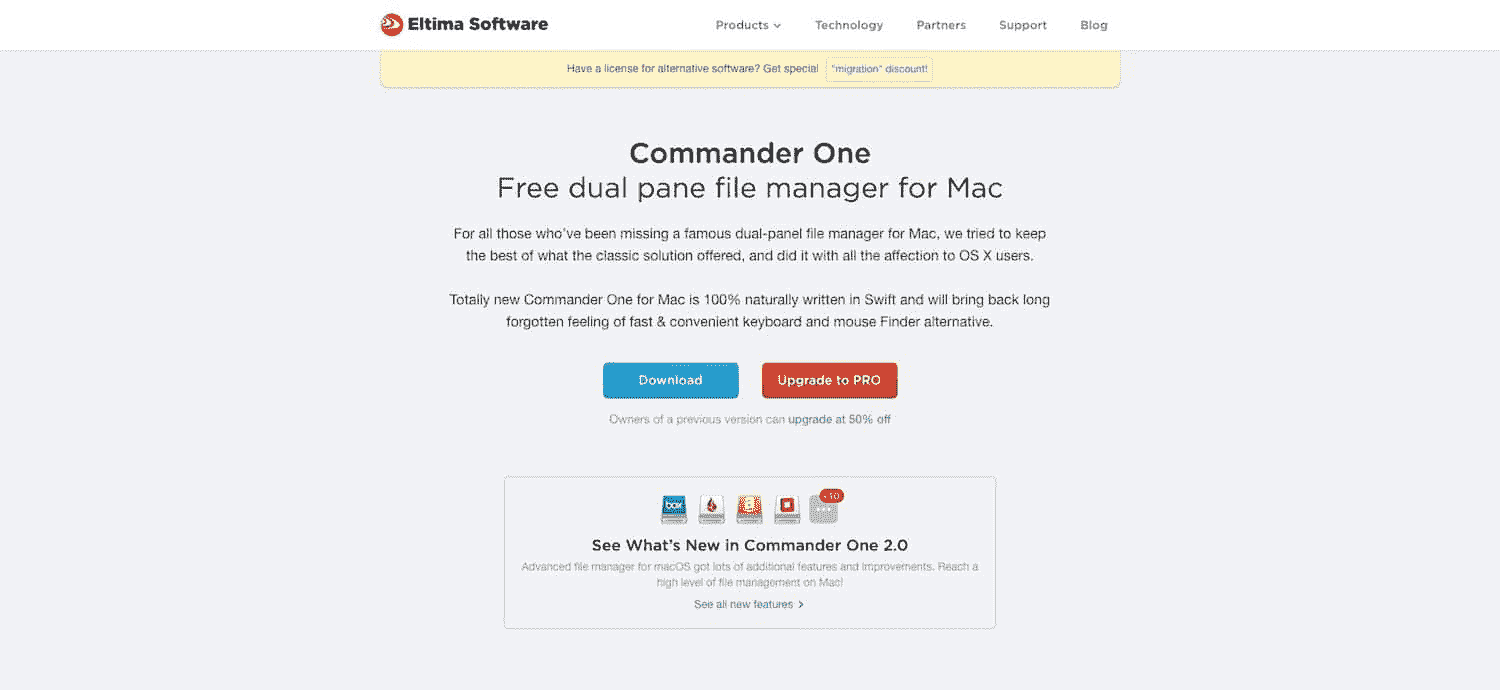 Eltima Software
Products Technology Partners Support Blog
Have a license for alternative software? Get special "migration" discount!
Commander One
Free dual pane file manager for Mac
For all those who've been missing a famous dual-panel file manager for Mac, we tried to keep
the best of what the classic solution offered, and did it with all the affection to OS X users.
Totally new Commander One for Mac is 100% naturally written in Swift and will bring back long
forgotten feeling of fast & convenient keyboard and mouse Finder alternative.
Download Upgrade to PRO
Owners of a previous version can upgrade at 50% off
box
See What's New in Commander One 2.0
Advanced file manager for macOS got lots of additional features and improvements. Reach a
high level of file management on Mac!
See all new features